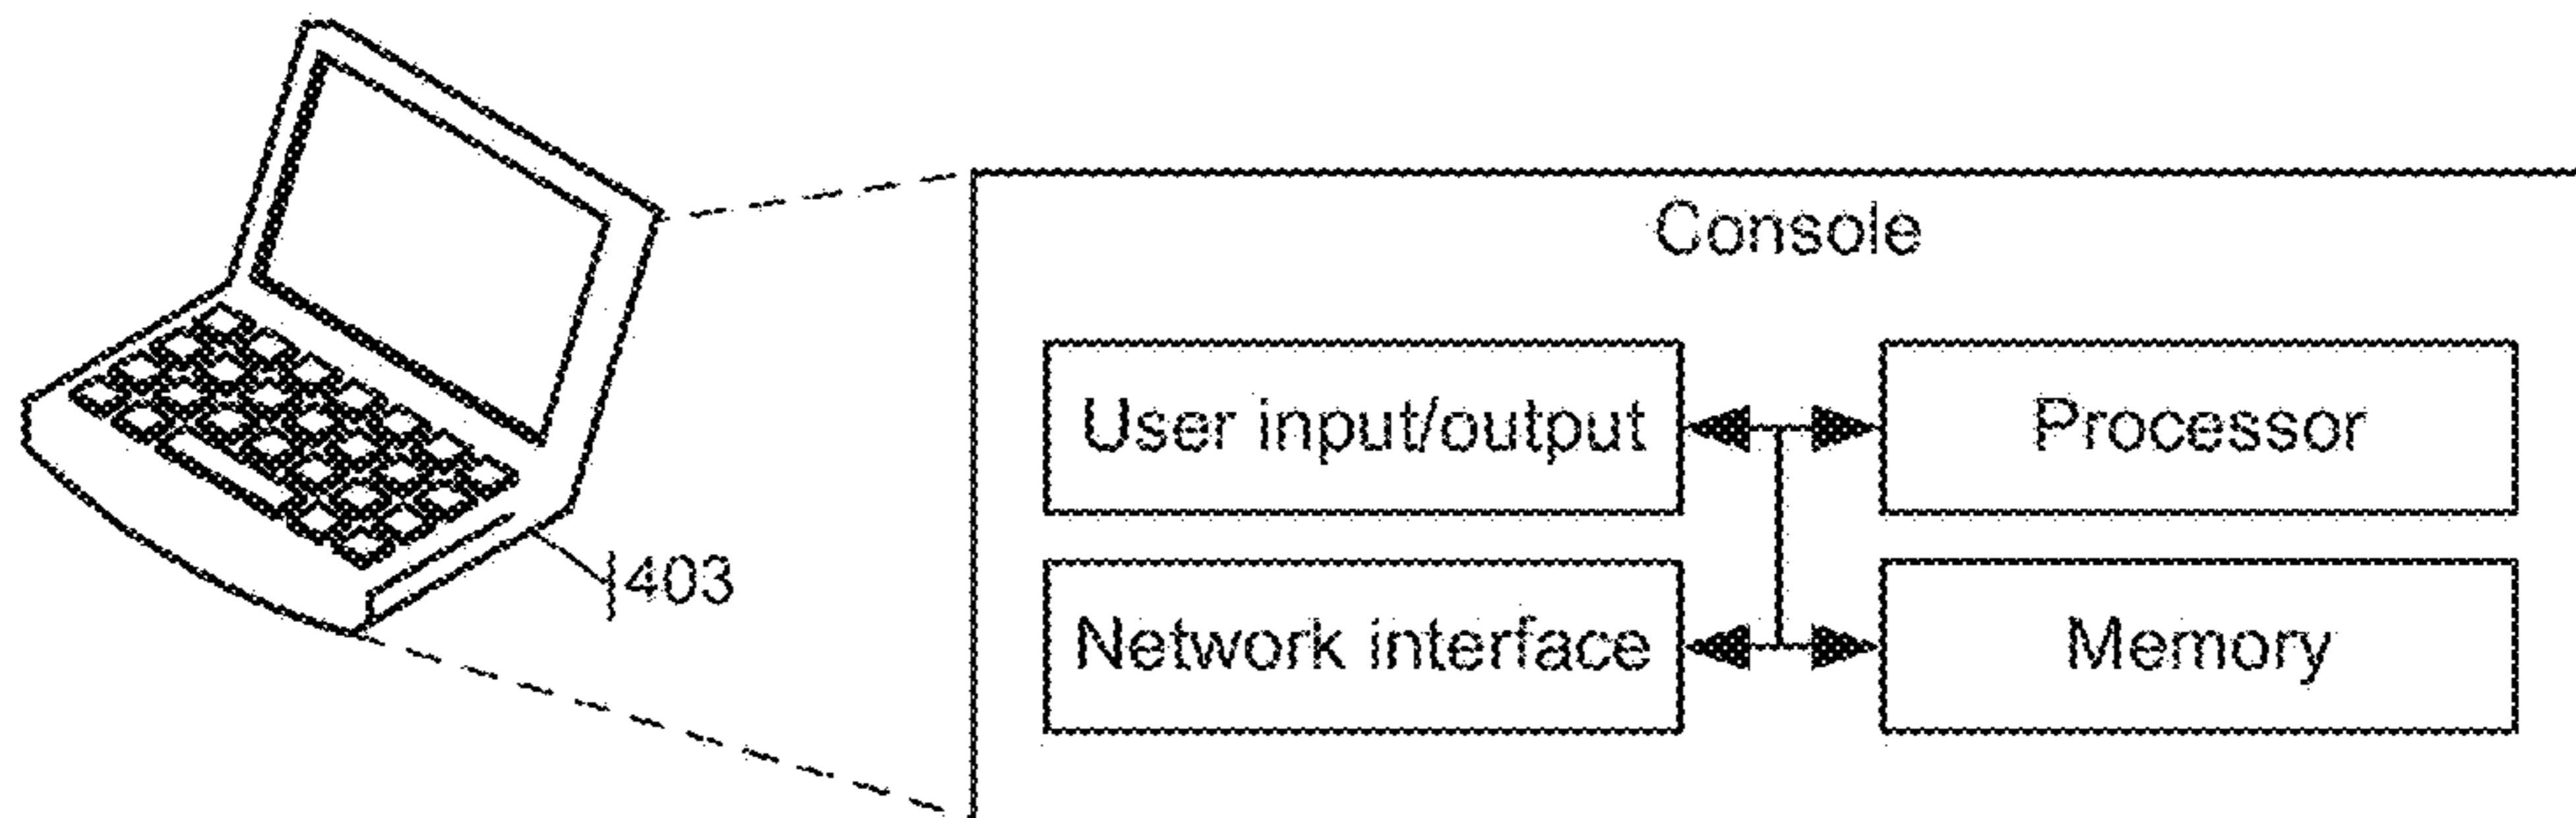 Console
User input/output
Processor
Network interface
Memory
403